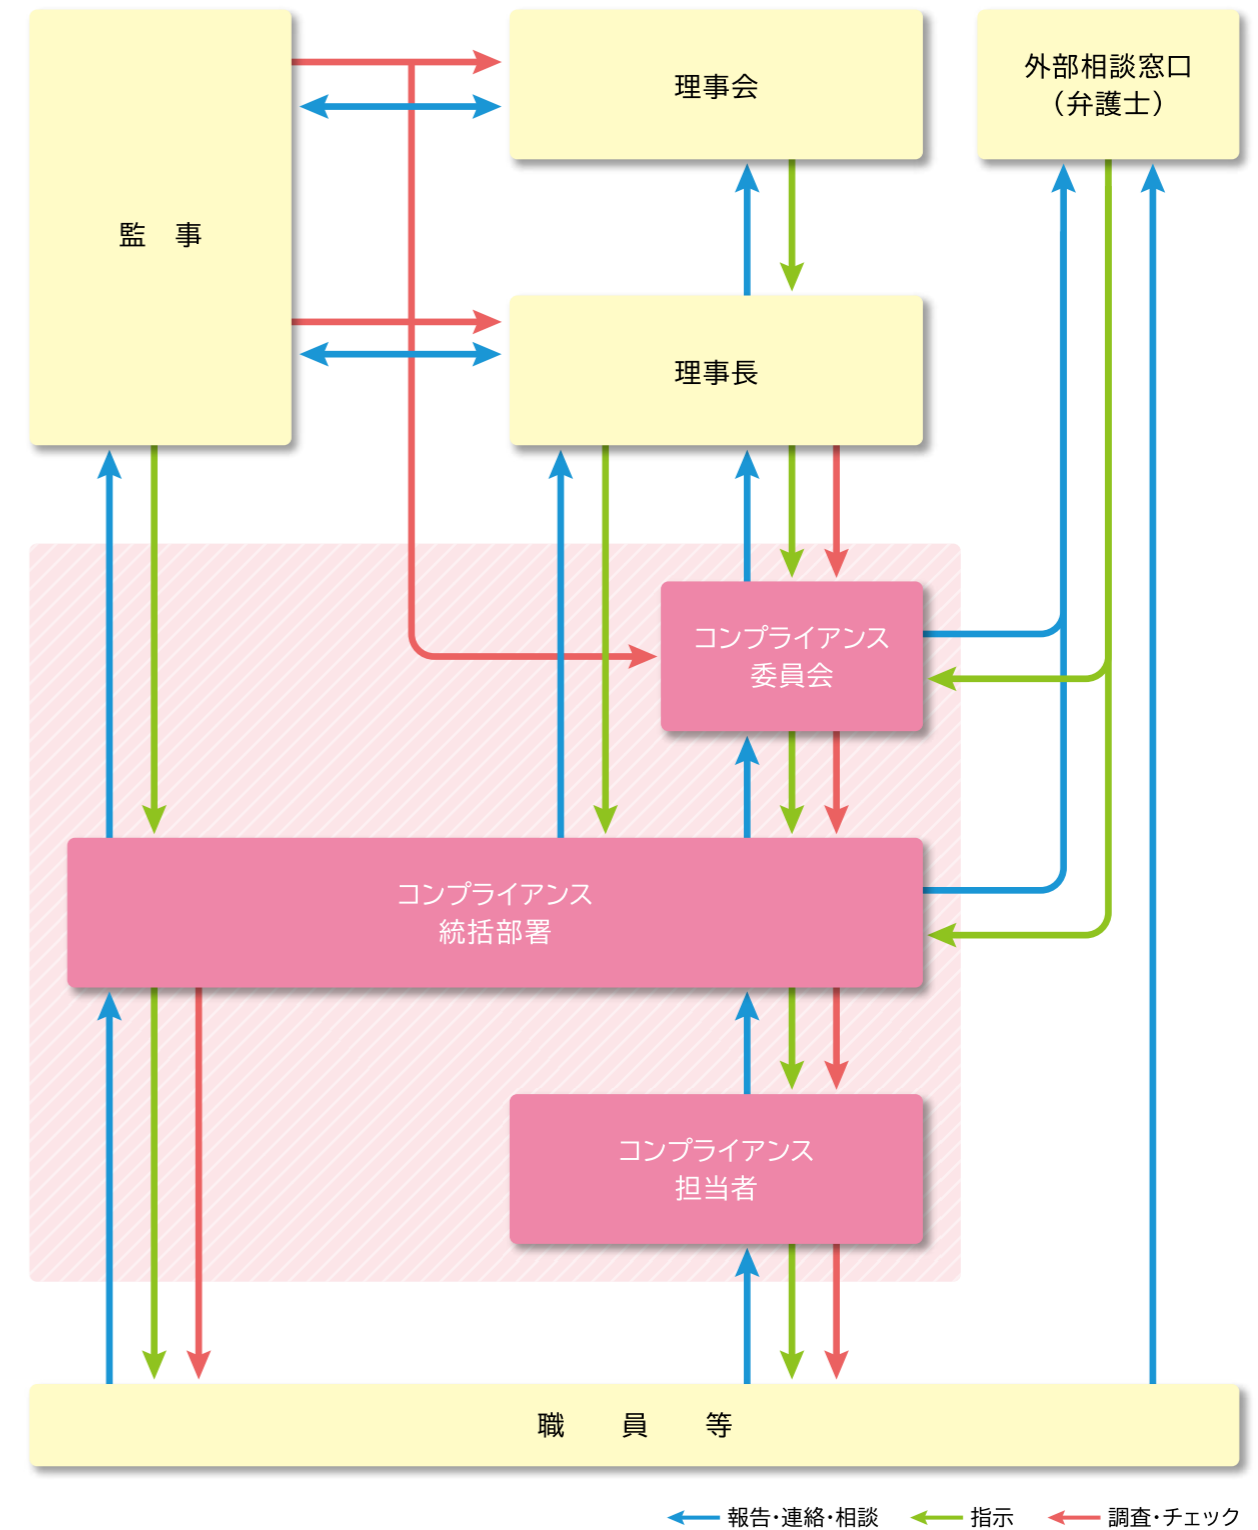 監　事
理事会
外部相談窓口
（弁護士）
理事長
コンプライアンス
委員会
コンプライアンス
統括部署
コンプライアンス
担当者
職　員　等
報告・連絡・相談
指示
調査・チェック